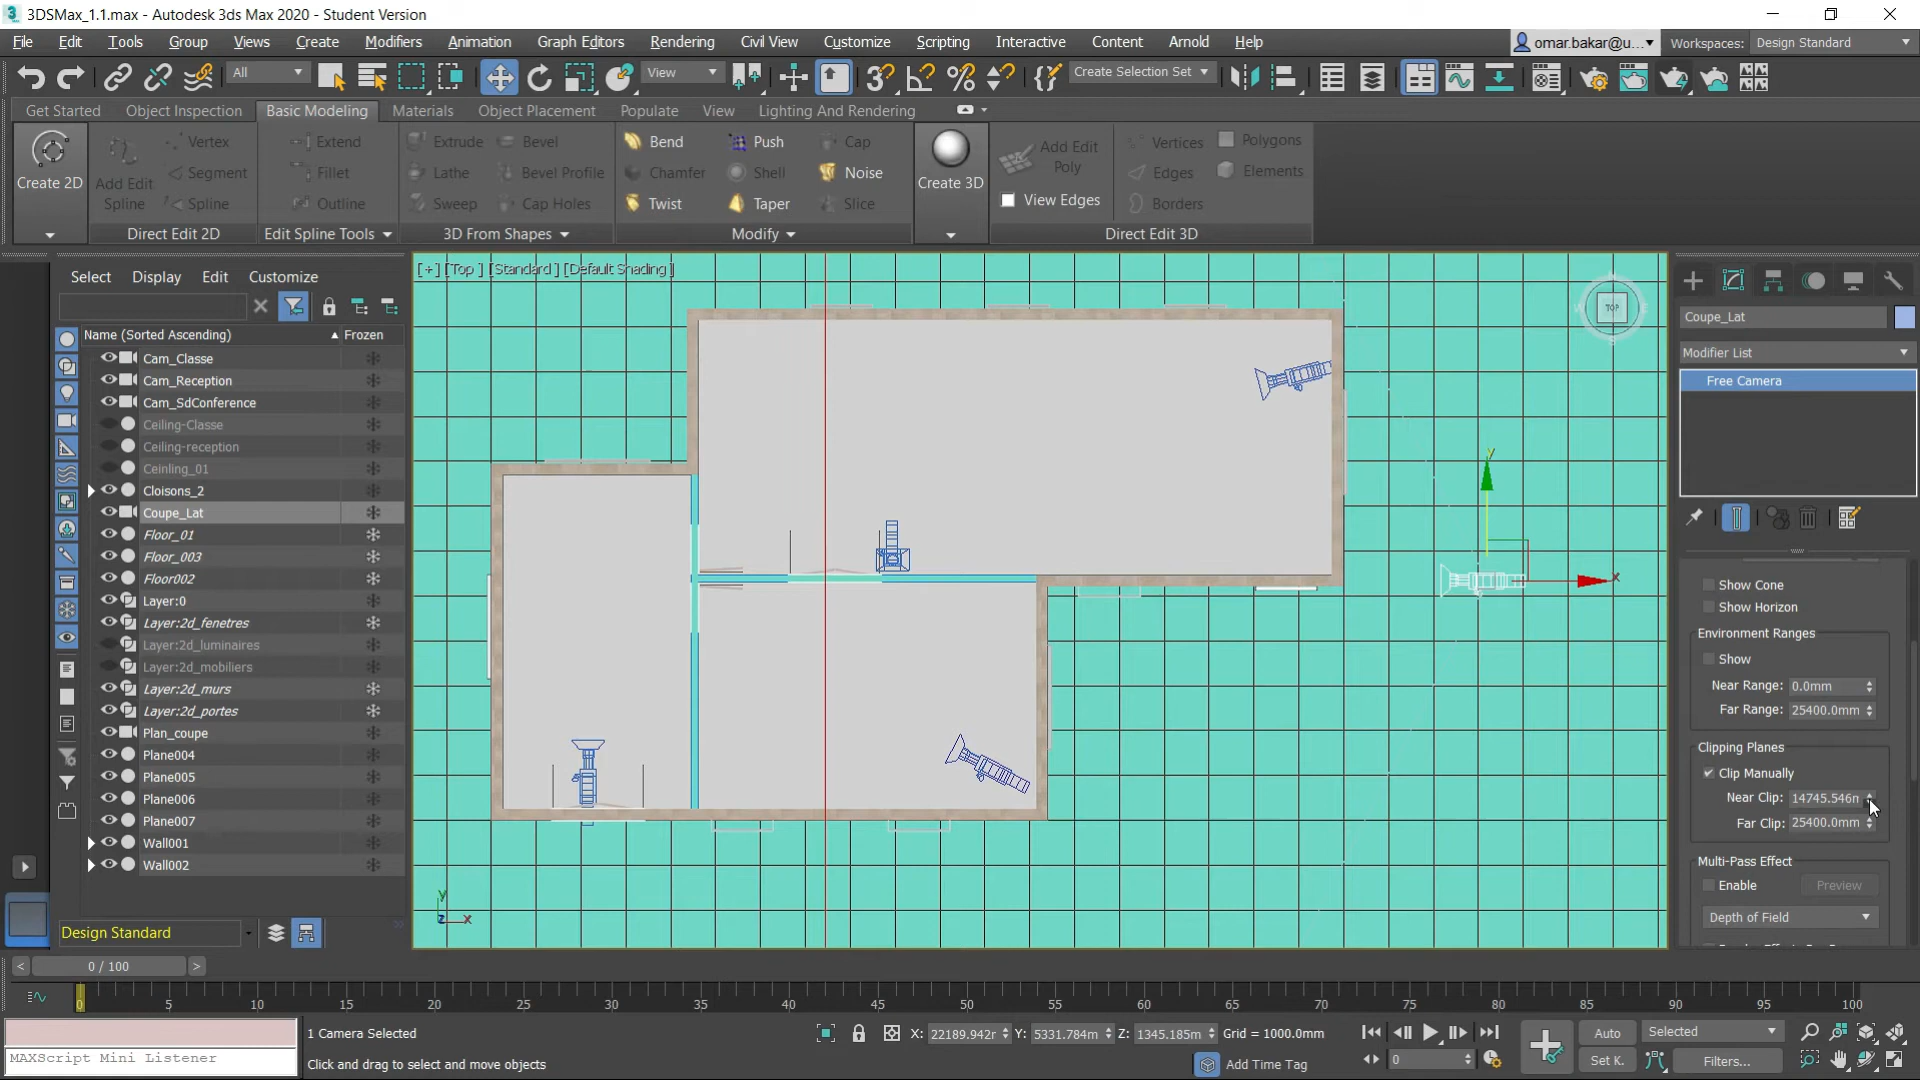 3DSMax_1.1.max - Autodesk 3ds Max 2020 - Student Version
File Edit Tools Group Views Create Modifiers Animation Graph Editors Rendering Civil View Customize Scripting Interactive Content Arnold Help
omar.bakar@u... Workspaces: Design Standard
All View Create Selection Set
Get Started Object Inspection Basic Modeling Materials Object Placement Populate View Lighting And Rendering
Create 2D
Add Edit Spline
Vertex
Segment
Spline
Direct Edit 2D
Extend
Fillet
Outline
Edit Spline Tools
Extrude Bevel
Lathe Bevel Profile
Sweep Cap Holes
3D From Shapes
Bend Push Cap
Chamfer Shell Noise
Twist Taper Slice
Modify
Create 3D
Add Edit Poly
View Edges
Vertices Polygons
Edges Elements
Borders
Direct Edit 3D
Select Display Edit Customize
Name (Sorted Ascending) Frozen
Cam_Classe
Cam_Reception
Cam_SdConference
Ceiling-Classe
Ceiling-reception
Ceinling_01
Cloisons_2
Coupe_Lat
Floor_01
Floor_003
Floor002
Layer:0
Layer:2d_fenetres
Layer:2d_luminaires
Layer:2d_mobiliers
Layer:2d_murs
Layer:2d_portes
Plan_coupe
Plane004
Plane005
Plane006
Plane007
Wall001
Wall002
Design Standard
[+] [Top ] [Standard ] [Default Shading ]
TOP
y
x
y
z x
Coupe_Lat
Modifier List
Free Camera
Show Cone
Show Horizon
Environment Ranges
Show
Near Range: 0.0mm
Far Range: 25400.0mm
Clipping Planes
Clip Manually
Near Clip: 14745.546m
Far Clip: 25400.0mm
Multi-Pass Effect
Enable Preview
Depth of Field
< 0 / 100 >
0 5 10 15 20 25 30 35 40 45 50 55 60 65 70 75 80 85 90 95 100
MAXScript Mini Listener
1 Camera Selected
Click and drag to select and move objects
X: 22189.942r Y: 5331.784m Z: 1345.185m Grid = 1000.0mm
Add Time Tag
0
Auto Selected
Set K. Filters...